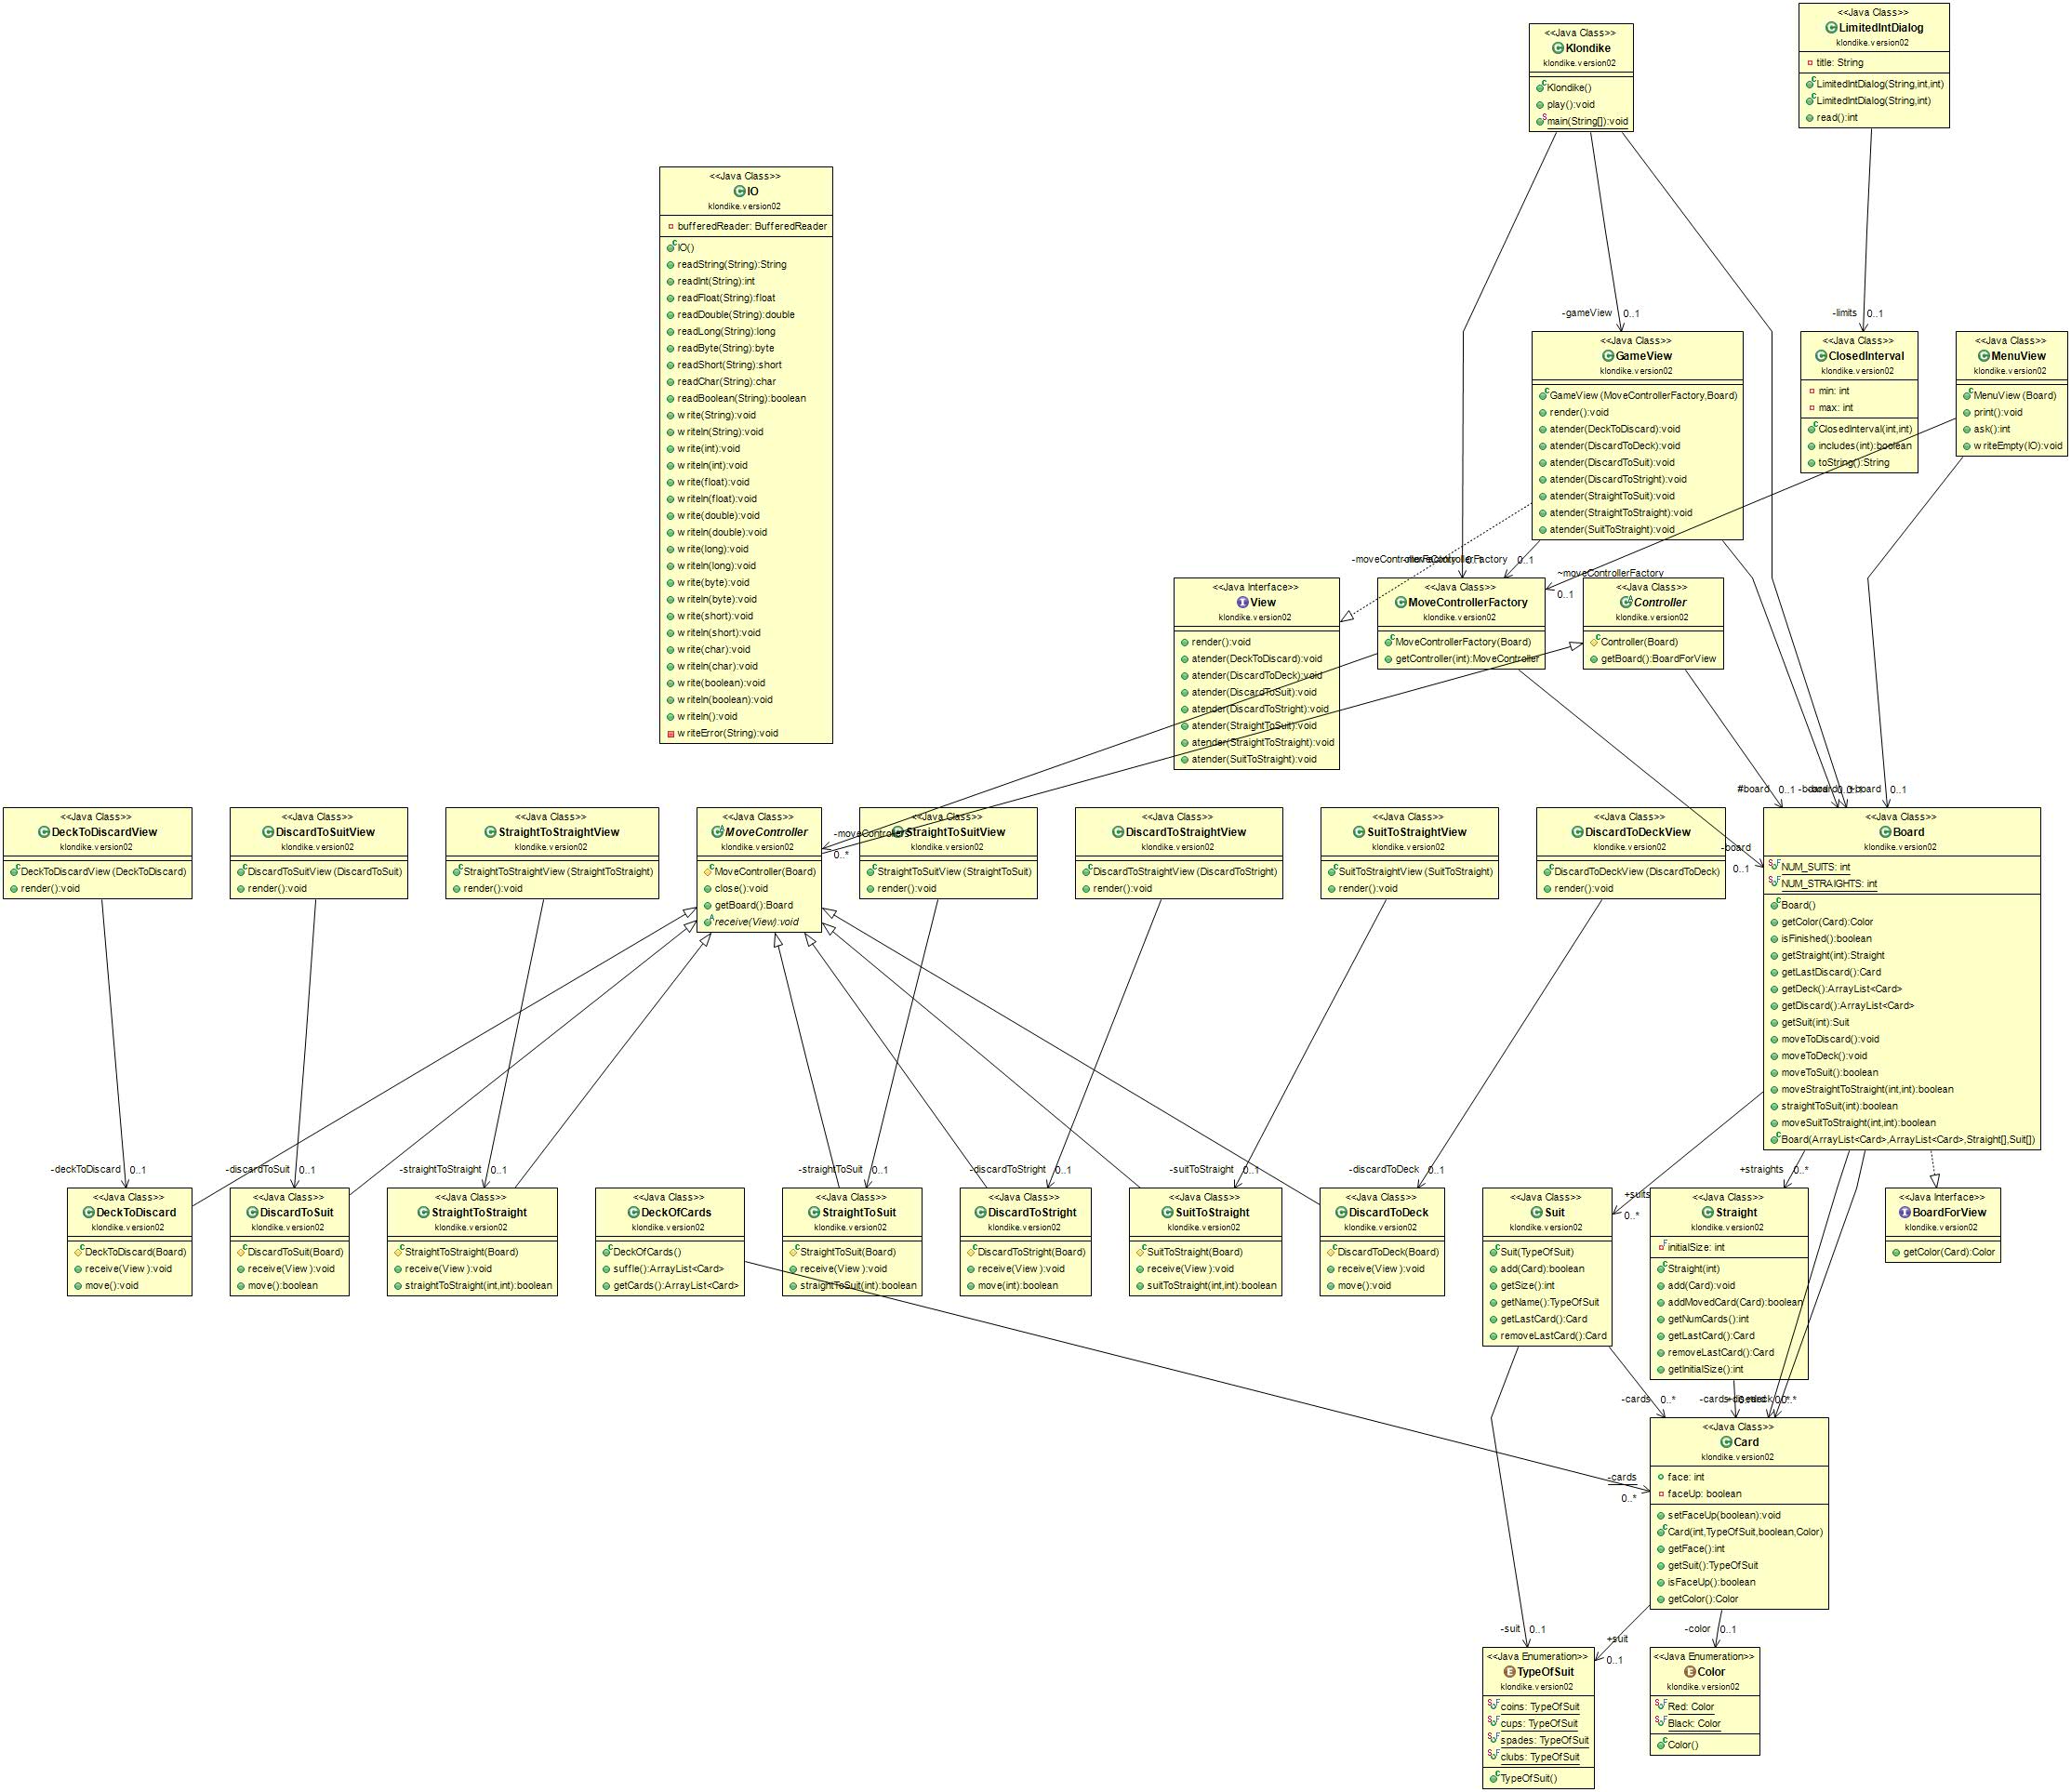 <<Java Class>>
LimitedIntDialog
klondike.version02
title: String
LimitedIntDialog(String,int,int)
LimitedIntDialog(String,int)
read():int
<<Java Class>>
Klondike
klondike.version02
Klondike()
play():void
main(String[]):void
<<Java Class>>
IO
klondike.version02
bufferedReader: BufferedReader
IO()
readString(String):String
readInt(String):int
readFloat(String):float
readDouble(String):double
readLong(String):long
readByte(String):byte
readShort(String):short
readChar(String):char
readBoolean(String):boolean
write(String):void
writeln(String):void
write(int):void
writeln(int):void
write(float):void
writeln(float):void
write(double):void
writeln(double):void
write(long):void
writeln(long):void
write(byte):void
writeln(byte):void
write(short):void
writeln(short):void
write(char):void
writeln(char):void
write(boolean):void
writeln(boolean):void
writeln():void
writeError(String):void
-gameView 0..1
<<Java Class>>
GameView
klondike.version02
GameView(MoveControllerFactory,Board)
render():void
atender(DeckToDiscard):void
atender(DiscardToDeck):void
atender(DiscardToSuit):void
atender(DiscardToStright):void
atender(StraightToSuit):void
atender(StraightToStraight):void
atender(SuitToStraight):void
-limits 0..1
<<Java Class>>
ClosedInterval
klondike.version02
min: int
max: int
ClosedInterval(int,int)
includes(int):boolean
toString():String
<<Java Class>>
MenuView
klondike.version02
MenuView(Board)
print():void
ask():int
writeEmpty(IO):void
0..1
~moveControllerFactory
0..1
<<Java Interface>>
View
klondike.version02
render():void
atender(DeckToDiscard):void
atender(DiscardToDeck):void
atender(DiscardToSuit):void
atender(DiscardToStright):void
atender(StraightToSuit):void
atender(StraightToStraight):void
atender(SuitToStraight):void
<<Java Class>>
MoveControllerFactory
klondike.version02
MoveControllerFactory(Board)
getController(int):MoveController
<<Java Class>>
Controller
klondike.version02
Controller(Board)
getBoard():BoardForView
#board 0..1
0..1
<<Java Class>>
DeckToDiscardView
klondike.version02
DeckToDiscardView(DeckToDiscard)
render():void
<<Java Class>>
DiscardToSuitView
klondike.version02
DiscardToSuitView(DiscardToSuit)
render():void
<<Java Class>>
StraightToStraightView
klondike.version02
StraightToStraightView(StraightToStraight)
render():void
<<Java Class>>
MoveController
klondike.version02
MoveController(Board)
close():void
getBoard():Board
receive(View):void
-moveControllers
0..*
<<Java Class>>
StraightToSuitView
klondike.version02
StraightToSuitView(StraightToSuit)
render():void
<<Java Class>>
DiscardToStraightView
klondike.version02
DiscardToStraightView(DiscardToStright)
render():void
<<Java Class>>
SuitToStraightView
klondike.version02
SuitToStraightView(SuitToStraight)
render():void
<<Java Class>>
DiscardToDeckView
klondike.version02
DiscardToDeckView(DiscardToDeck)
render():void
-board
0..1
<<Java Class>>
Board
klondike.version02
NUM_SUITS: int
NUM_STRAIGHTS: int
Board()
getColor(Card):Color
isFinished():boolean
getStraight(int):Straight
getLastDiscard():Card
getDeck():ArrayList<Card>
getDiscard():ArrayList<Card>
getSuit(int):Suit
moveToDiscard():void
moveToDeck():void
moveToSuit():boolean
moveStraightToStraight(int,int):boolean
straightToSuit(int):boolean
moveSuitToStraight(int,int):boolean
Board(ArrayList<Card>,ArrayList<Card>,Straight[],Suit[])
-deckToDiscard 0..1
-discardToSuit 0..1
-straightToStraight 0..1
-straightToSuit 0..1
-discardToStright 0..1
-suitToStraight 0..1
-discardToDeck 0..1
+suits
0..*
+straights 0..*
<<Java Class>>
DeckToDiscard
klondike.version02
DeckToDiscard(Board)
receive(View):void
move():void
<<Java Class>>
DiscardToSuit
klondike.version02
DiscardToSuit(Board)
receive(View):void
move():boolean
<<Java Class>>
StraightToStraight
klondike.version02
StraightToStraight(Board)
receive(View):void
straightToStraight(int,int):boolean
<<Java Class>>
DeckOfCards
klondike.version02
DeckOfCards()
suffle():ArrayList<Card>
getCards():ArrayList<Card>
<<Java Class>>
StraightToSuit
klondike.version02
StraightToSuit(Board)
receive(View):void
straightToSuit(int):boolean
<<Java Class>>
DiscardToStright
klondike.version02
DiscardToStright(Board)
receive(View):void
move(int):boolean
<<Java Class>>
SuitToStraight
klondike.version02
SuitToStraight(Board)
receive(View):void
suitToStraight(int,int):boolean
<<Java Class>>
DiscardToDeck
klondike.version02
DiscardToDeck(Board)
receive(View):void
move():void
<<Java Class>>
Suit
klondike.version02
Suit(TypeOfSuit)
add(Card):boolean
getSize():int
getName():TypeOfSuit
getLastCard():Card
removeLastCard():Card
<<Java Class>>
Straight
klondike.version02
initialSize: int
Straight(int)
add(Card):void
addMovedCard(Card):boolean
getNumCards():int
getLastCard():Card
removeLastCard():Card
getInitialSize():int
<<Java Interface>>
BoardForView
klondike.version02
getColor(Card):Color
-cards 0..*
-cards
-cards
0..*
<<Java Class>>
Card
klondike.version02
face: int
faceUp: boolean
setFaceUp(boolean):void
Card(int,TypeOfSuit,boolean,Color)
getFace():int
getSuit():TypeOfSuit
isFaceUp():boolean
getColor():Color
-suit 0..1
+suit
0..1
-color 0..1
<<Java Enumeration>>
TypeOfSuit
klondike.version02
coins: TypeOfSuit
cups: TypeOfSuit
spades: TypeOfSuit
clubs: TypeOfSuit
TypeOfSuit()
<<Java Enumeration>>
Color
klondike.version02
Red: Color
Black: Color
Color()